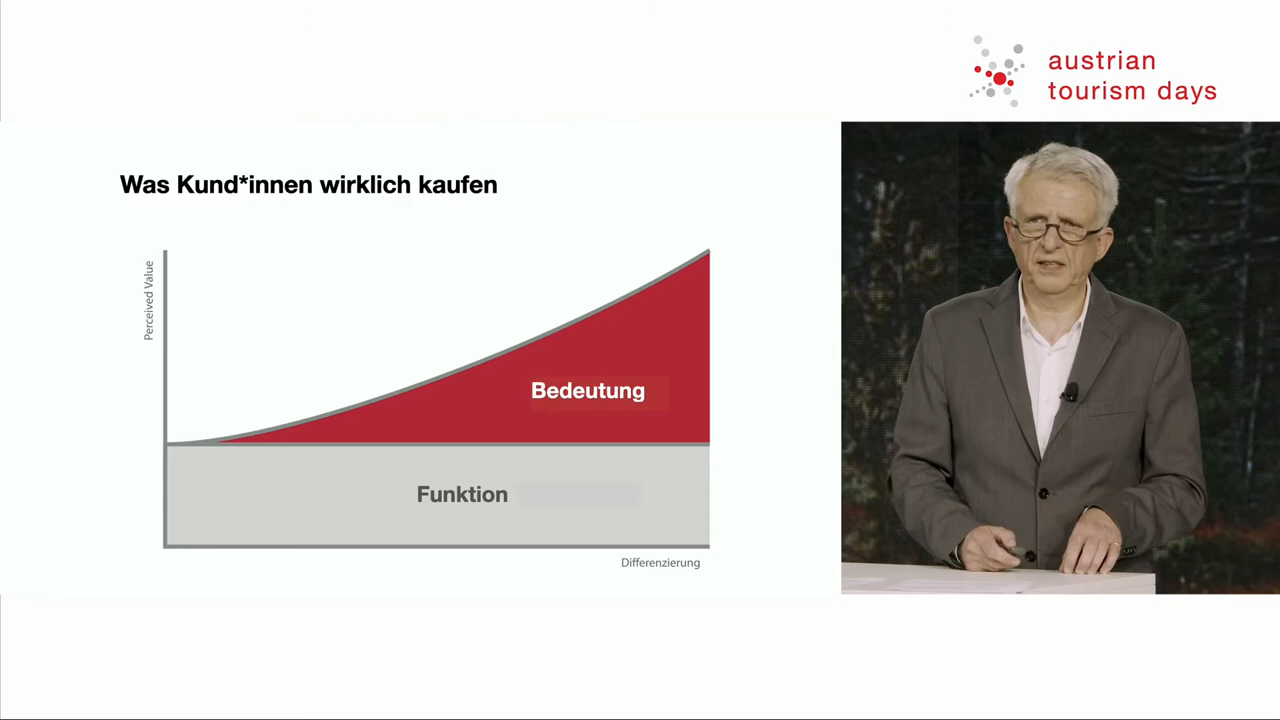 austrian
tourism days
Was Kund*innen wirklich kaufen
Perceived Value
Bedeutung
Funktion
Differenzierung